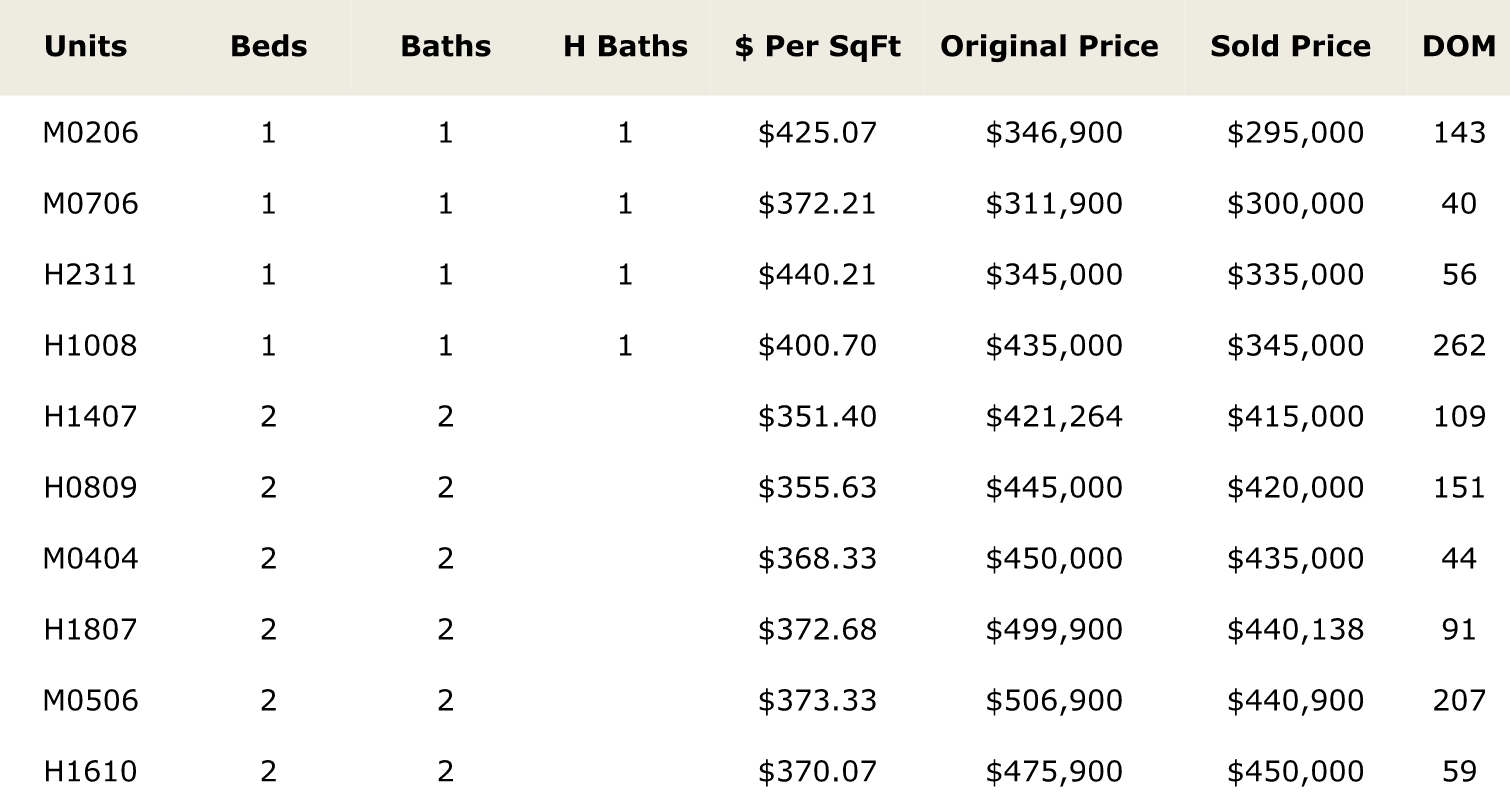 Units Beds Baths H Baths $ Per SqFt Original Price Sold Price DOM
M0206 1 1 1 $425.07 $346,900 $295,000 143
M0706 1 1 1 $372.21 $311,900 $300,000 40
H2311 1 1 1 $440.21 $345,000 $335,000 56
H1008 1 1 1 $400.70 $435,000 $345,000 262
H1407 2 2 $351.40 $421,264 $415,000 109
H0809 2 2 $355.63 $445,000 $420,000 151
M0404 2 2 $368.33 $450,000 $435,000 44
H1807 2 2 $372.68 $499,900 $440,138 91
M0506 2 2 $373.33 $506,900 $440,900 207
H1610 2 2 $370.07 $475,900 $450,000 59